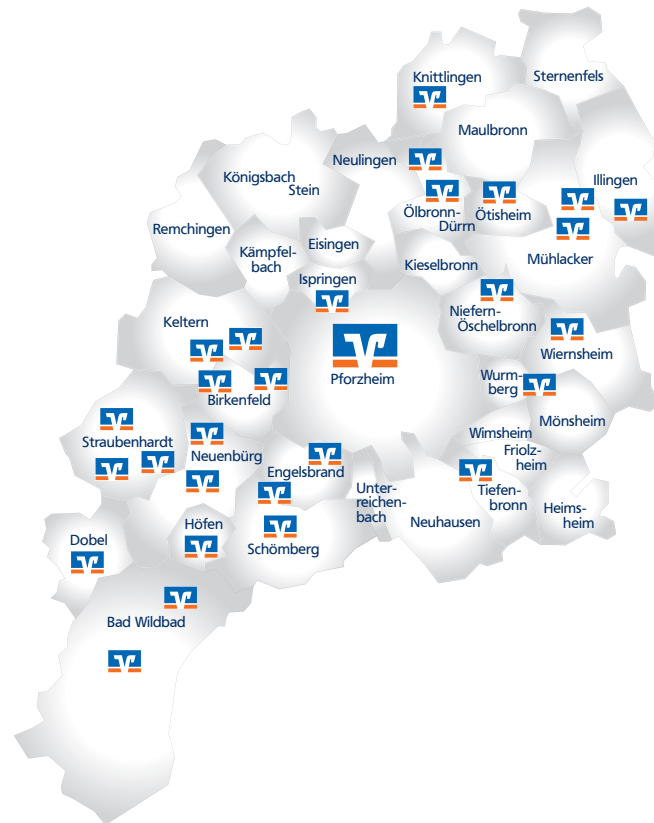 Knittlingen
Sternenfels
Maulbronn
Neulingen
Königsbach
Stein
Illingen
Ölbronn-
Dürrn
Ötisheim
Remchingen
Eisingen
Kämpfel-
bach
Kieselbronn
Mühlacker
Ispringen
Keltern
Niefern-
Öschelbronn
Wiernsheim
Pforzheim
Wurm-
berg
Birkenfeld
Mönsheim
Straubenhardt
Neuenbürg
Wimsheim
Friolz-
heim
Engelsbrand
Unter-
reichen-
bach
Tiefen-
bronn
Heims-
heim
Neuhausen
Höfen
Dobel
Schömberg
Bad Wildbad